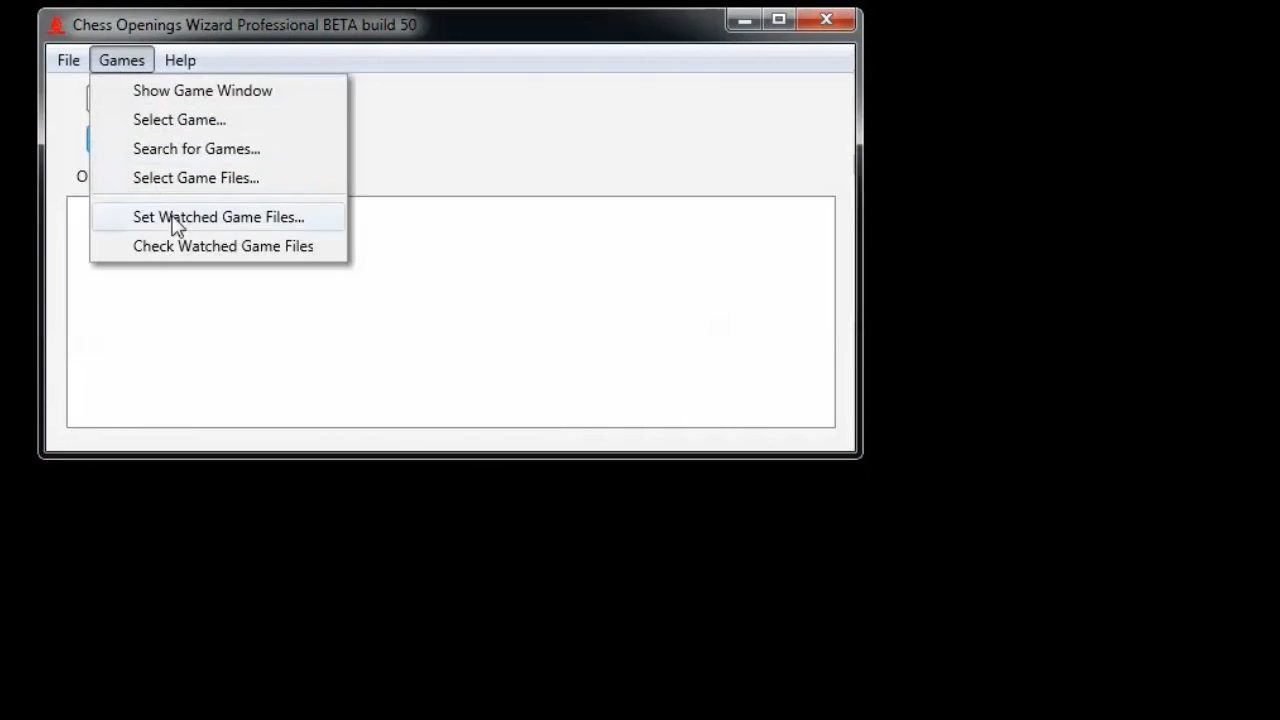 Chess Openings Wizard Professional BETA build 50
File Games Help
Show Game Window
Select Game...
Search for Games...
Select Game Files...
O
Set Watched Game Files...
Check Watched Game Files